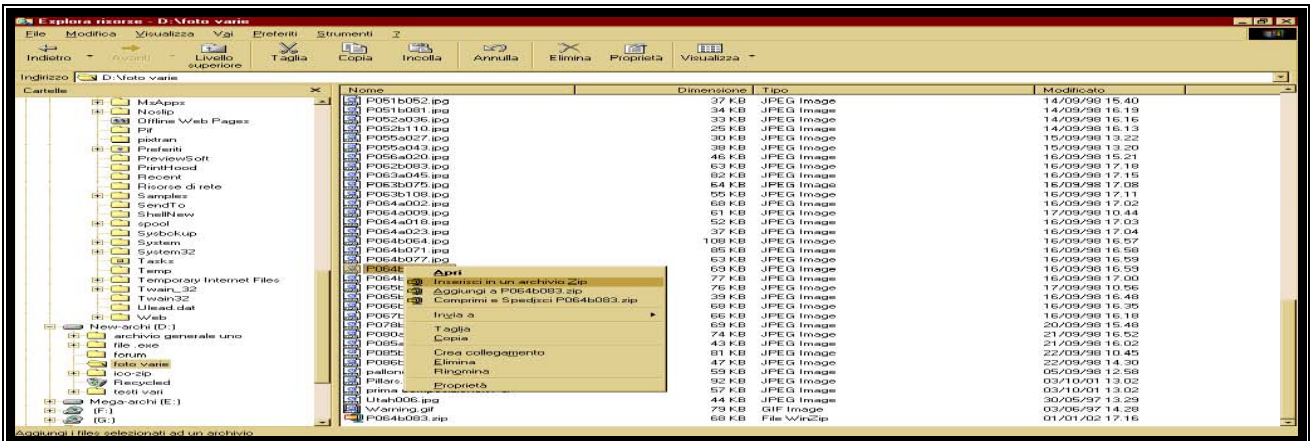 Esplora risorse - D:\foto varie
File Modifica Visualizza Vai Preferiti Strumenti ?
Indietro Avanti Livello superiore Taglia Copia Incolla Annulla Elimina Proprietà Visualizza
Indirizzo D:\foto varie
Cartelle
MsApps
Noslip
Offline Web Pages
Pif
pixtran
Preferiti
PreviewSoft
PrintHood
Recent
Risorse di rete
Samples
SendTo
ShellNew
spool
Sysbckup
System
System32
Tasks
Temp
Temporary Internet Files
Twain_32
Twain32
Ulead.dat
Web
New-archi (D:)
archivio generale uno
file .exe
forum
foto varie
ico-zip
Recycled
testi vari
Mega-archi (E:)
(F:)
(G:)
Nome Dimensione Tipo Modificato
P051b052.jpg 37 KB JPEG Image 14/09/98 15.40
P051b081.jpg 34 KB JPEG Image 14/09/98 16.19
P052a036.jpg 33 KB JPEG Image 14/09/98 16.16
P052b110.jpg 25 KB JPEG Image 14/09/98 16.13
P055a027.jpg 30 KB JPEG Image 15/09/98 13.22
P055a043.jpg 38 KB JPEG Image 15/09/98 13.20
P056a020.jpg 46 KB JPEG Image 16/09/98 15.21
P062b083.jpg 63 KB JPEG Image 16/09/98 17.18
P063a045.jpg 82 KB JPEG Image 16/09/98 17.15
P063b075.jpg 64 KB JPEG Image 16/09/98 17.08
P063b108.jpg 55 KB JPEG Image 16/09/98 17.11
P064a002.jpg 68 KB JPEG Image 16/09/98 17.02
P064a009.jpg 61 KB JPEG Image 17/09/98 10.44
P064a018.jpg 52 KB JPEG Image 16/09/98 17.03
P064a023.jpg 37 KB JPEG Image 16/09/98 17.04
P064b064.jpg 108 KB JPEG Image 16/09/98 16.57
P064b071.jpg 85 KB JPEG Image 16/09/98 16.58
P064b077.jpg 63 KB JPEG Image 16/09/98 16.59
P064b 69 KB JPEG Image 16/09/98 16.59
P064b 77 KB JPEG Image 16/09/98 17.00
P065b 76 KB JPEG Image 17/09/98 10.56
P065b 39 KB JPEG Image 16/09/98 16.48
P066b 68 KB JPEG Image 16/09/98 16.35
P067b 66 KB JPEG Image 16/09/98 16.18
P078b 69 KB JPEG Image 20/09/98 15.48
P080a 74 KB JPEG Image 21/09/98 16.52
P085a 43 KB JPEG Image 21/09/98 16.02
P085b 81 KB JPEG Image 22/09/98 10.45
P086b 47 KB JPEG Image 22/09/98 14.30
pallon 59 KB JPEG Image 05/09/98 12.58
Pillars. 92 KB JPEG Image 03/10/01 13.02
prima 57 KB JPEG Image 03/10/01 13.02
Utah006.jpg 44 KB JPEG Image 30/05/97 13.29
Warning.gif 79 KB GIF Image 03/06/97 14.28
P064b083.zip 68 KB File WinZip 01/01/02 17.16
Apri
Inserisci in un archivio Zip
Aggiungi a P064b083.zip
Comprimi e Spedisci P064b083.zip
Invia a
Taglia
Copia
Crea collegamento
Elimina
Rinomina
Proprietà
Aggiungi i files selezionati ad un archivio